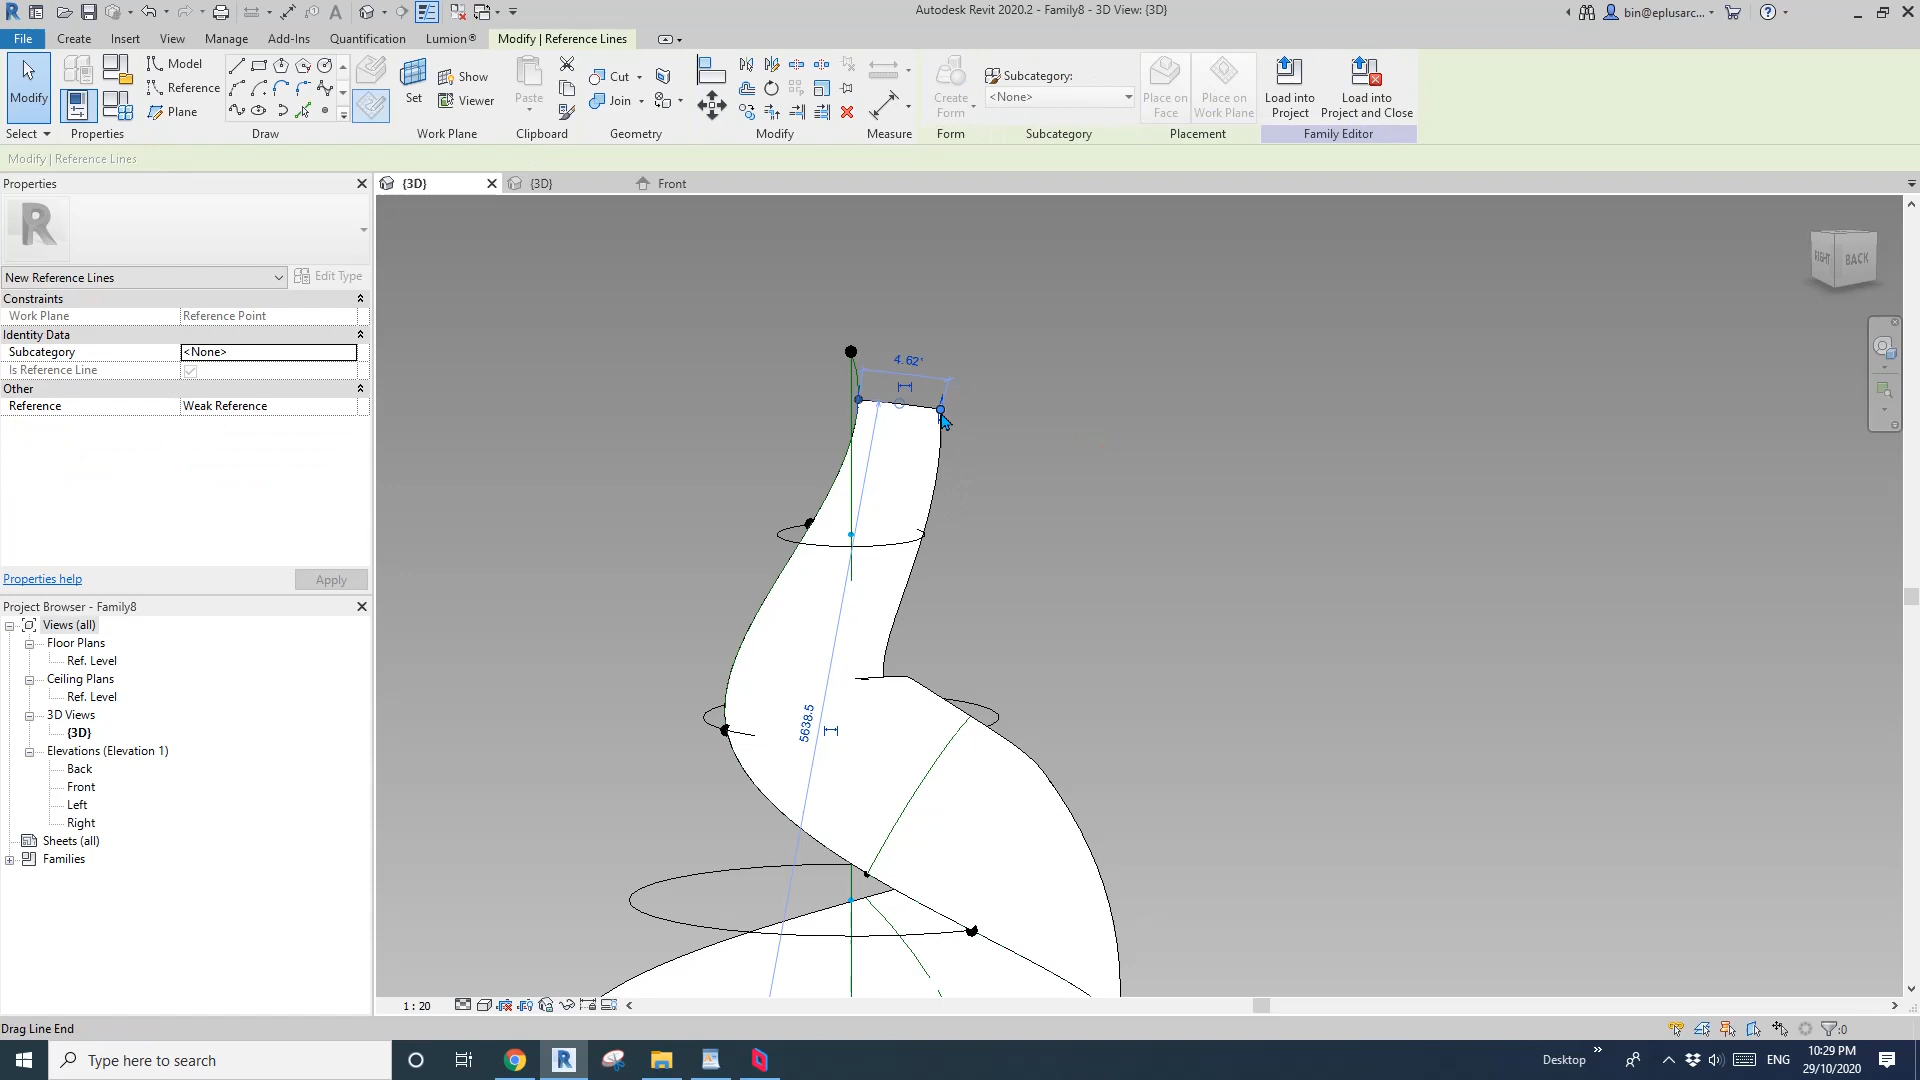 Autodesk Revit 2020.2 - Family8 - 3D View: {3D}
bin@eplusarc...
File Create Insert View Manage Add-Ins Quantification Lumion® Modify | Reference Lines
Modify
Select
Properties
Model
Reference
Plane
Draw
Set
Show
Viewer
Work Plane
Paste
Clipboard
Cut
Join
Geometry
Modify
Measure
Create
Form
Form
Subcategory:
<None>
Subcategory
Place on
Face
Place on
Work Plane
Placement
Load into
Project
Load into
Project and Close
Family Editor
Modify | Reference Lines
Properties
{3D}
{3D}
Front
R
New Reference Lines
Edit Type
Constraints
Work Plane Reference Point
Identity Data
Subcategory <None>
Is Reference Line
Other
Reference Weak Reference
Properties help
Apply
Project Browser - Family8
Views (all)
Floor Plans
Ref. Level
Ceiling Plans
Ref. Level
3D Views
{3D}
Elevations (Elevation 1)
Back
Front
Left
Right
Sheets (all)
Families
4.62°
5638.5
RIGHT
BACK
1 : 20
Drag Line End
:0
Type here to search
Desktop
ENG
10:29 PM
29/10/2020